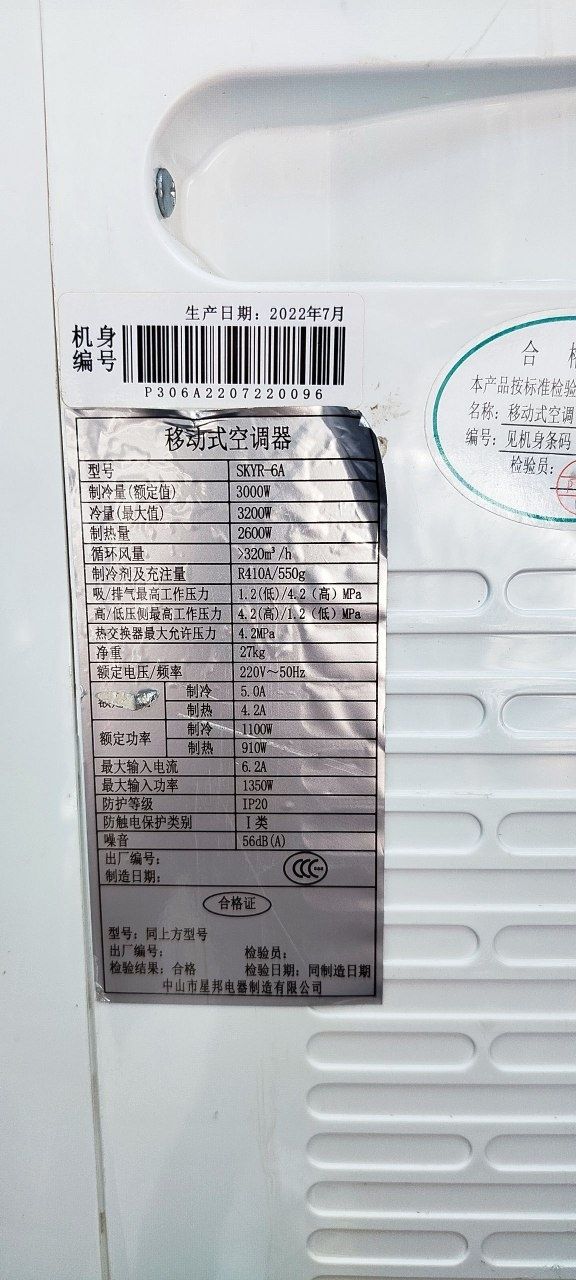 生产日期：2022年7月
机身
编号
P306A2207220096
合格
本产品按标准检验
名称：移动式空调
编号：见机身条码
检验员：
移动式空调器
型号 SKYR-6A
制冷量(额定值) 3000W
冷量(最大值) 3200W
制热量 2600W
循环风量 >320m³/h
制冷剂及充注量 R410A/550g
吸/排气最高工作压力 1.2(低)/4.2（高）MPa
高/低压侧最高工作压力 4.2(高)/1.2（低）MPa
热交换器最大允许压力 4.2MPa
净重 27kg
额定电压/频率 220V～50Hz
制冷 5.0A
制热 4.2A
额定功率 制冷 1100W
制热 910W
最大输入电流 6.2A
最大输入功率 1350W
防护等级 IP20
防触电保护类别 I类
噪音 56dB(A)
出厂编号：
制造日期：
CCC
合格证
型号：同上方型号
出厂编号： 检验员：
检验结果：合格 检验日期：同制造日期
中山市星邦电器制造有限公司